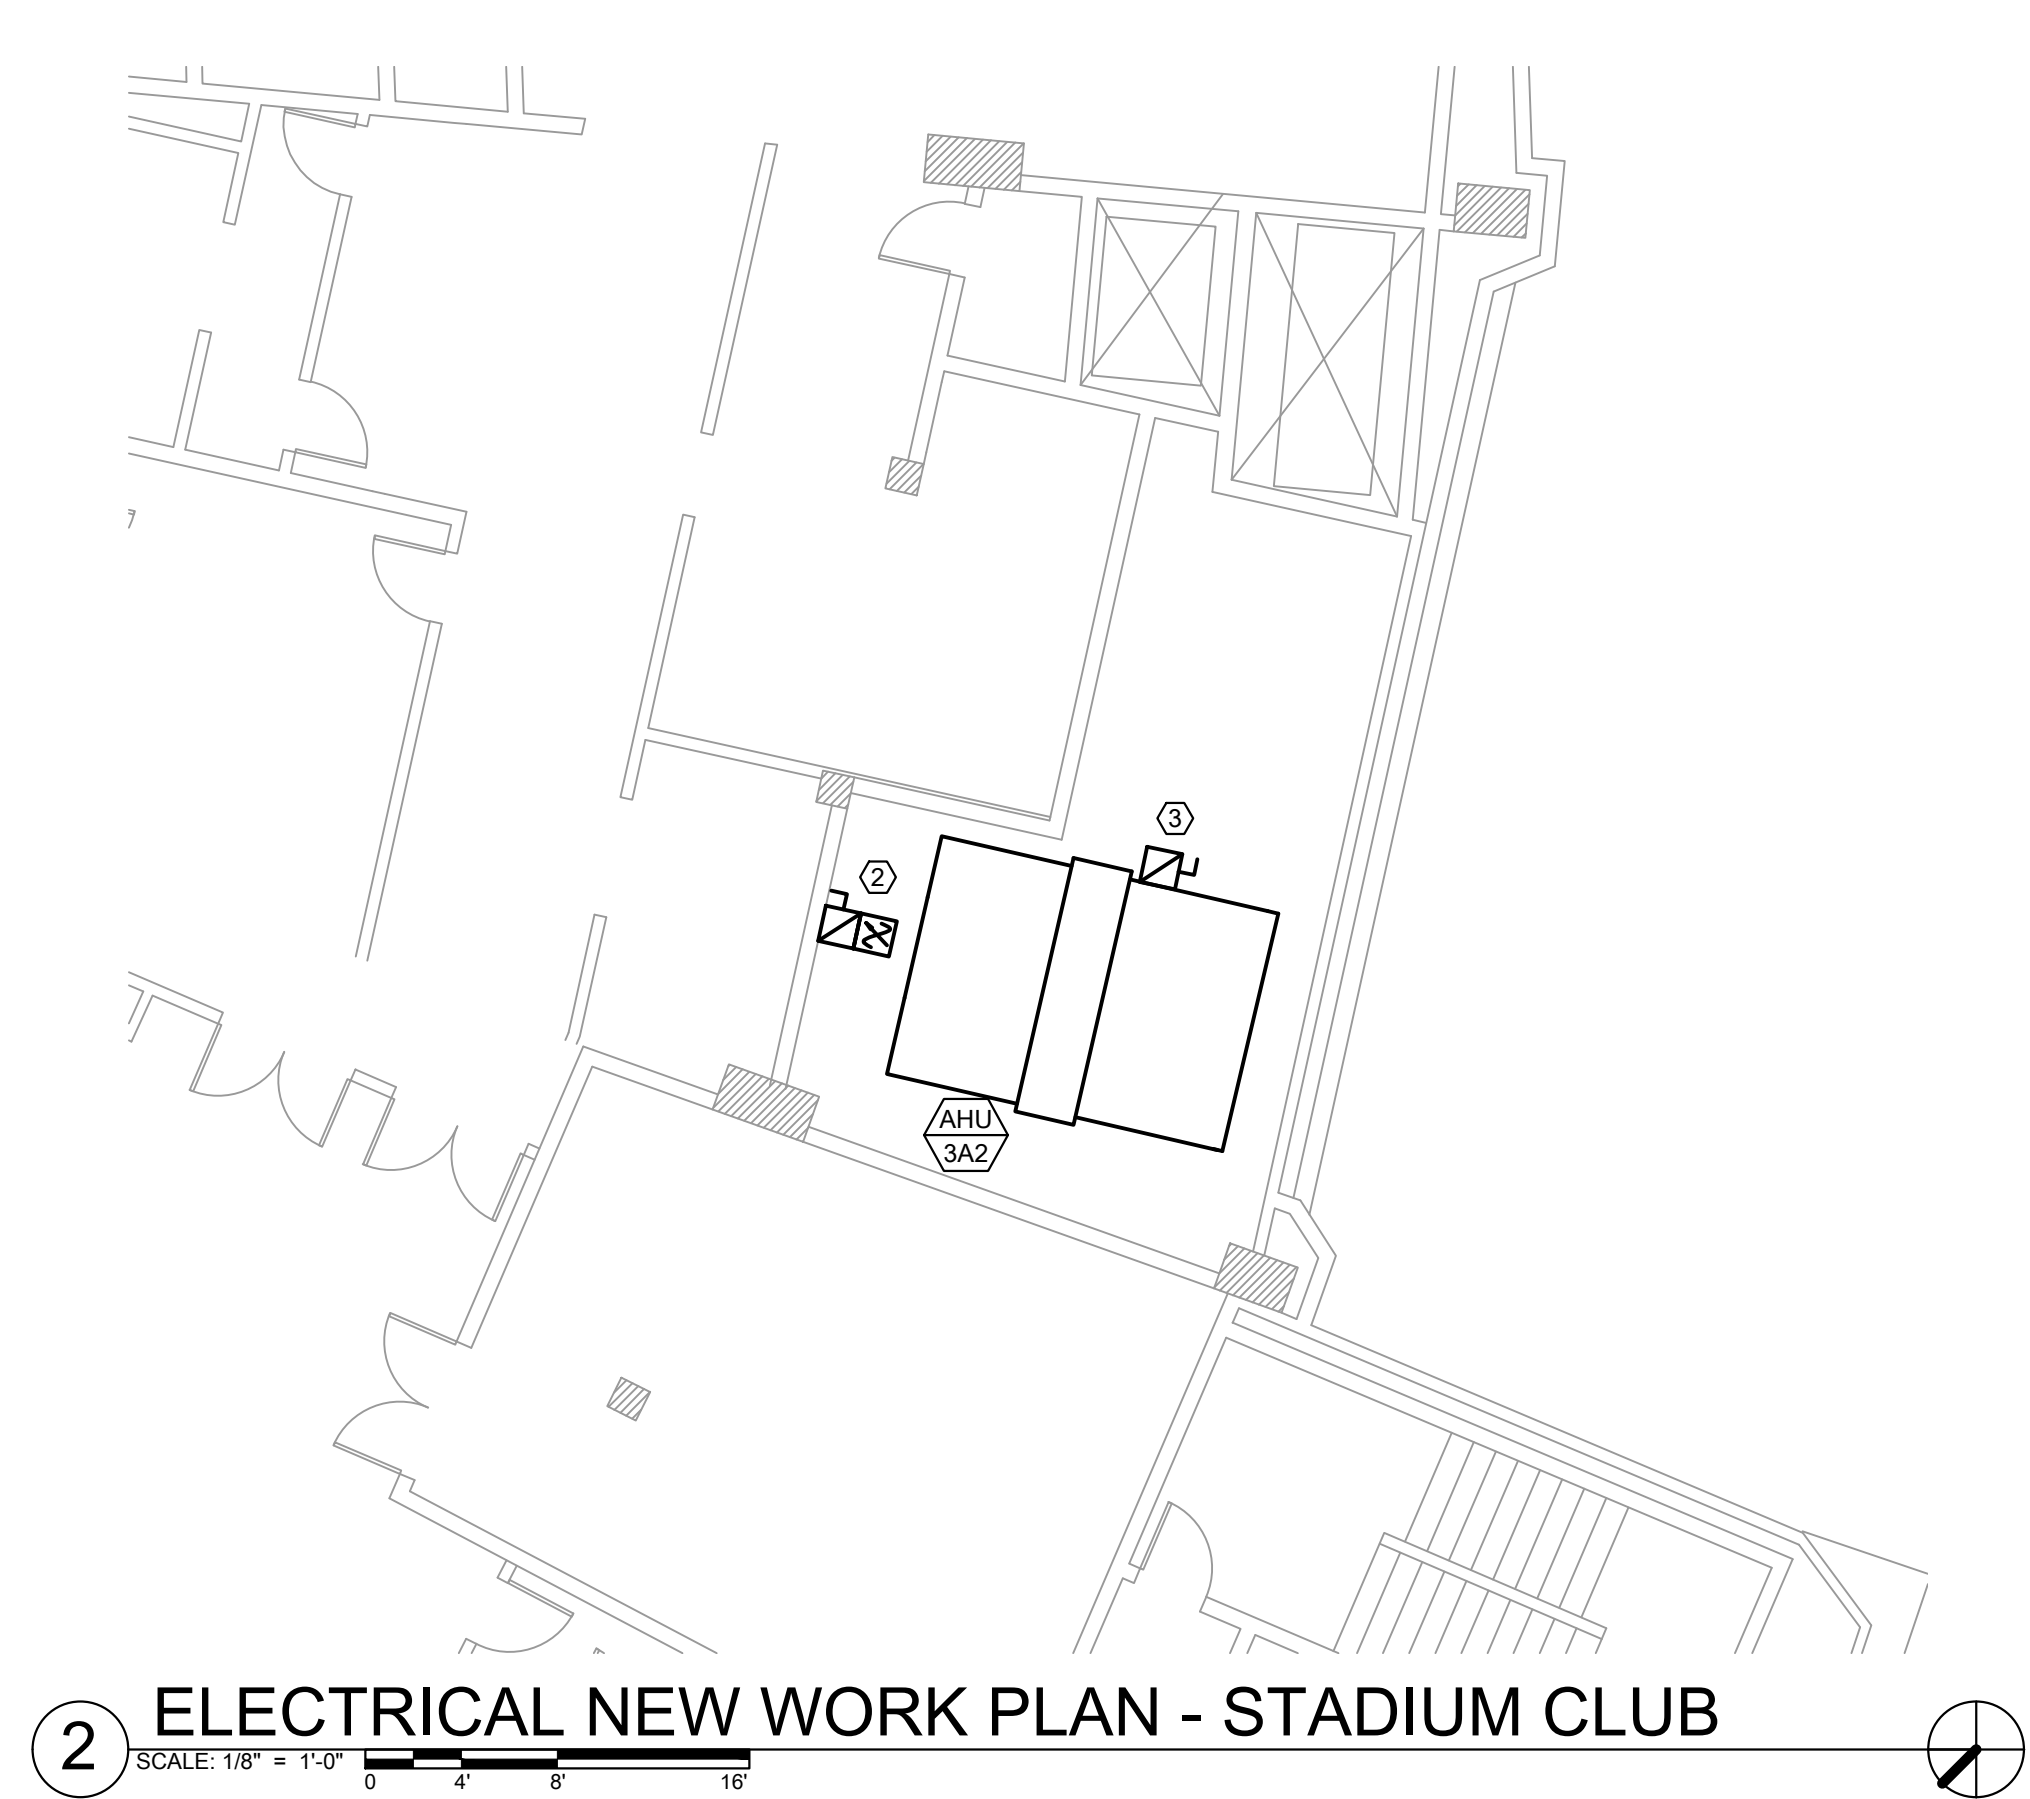 3
2
AHU
3A2
2
ELECTRICAL NEW WORK PLAN - STADIUM CLUB
SCALE: 1/8" = 1'-0"
0 4' 8' 16'